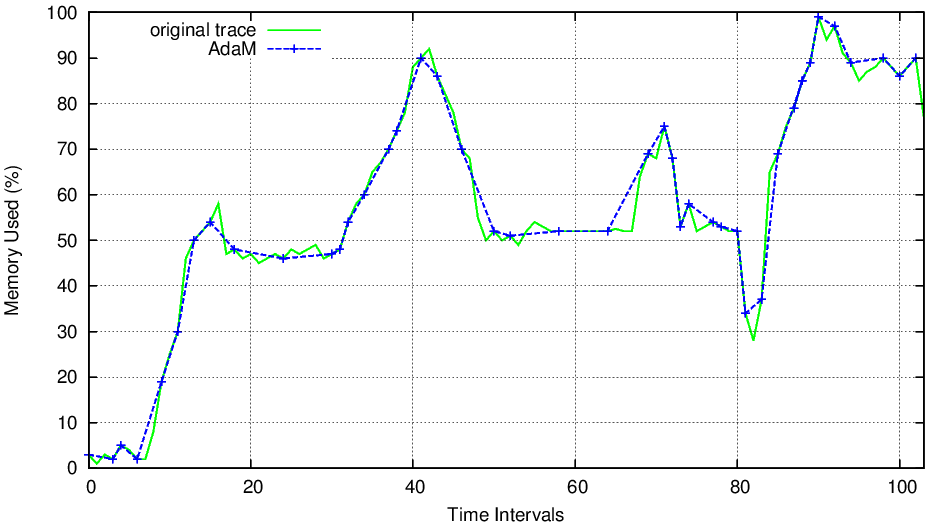 original trace
AdaM
100
90
80
70
60
50
40
30
20
10
0
Memory Used (%)
0 20 40 60 80 100
Time Intervals